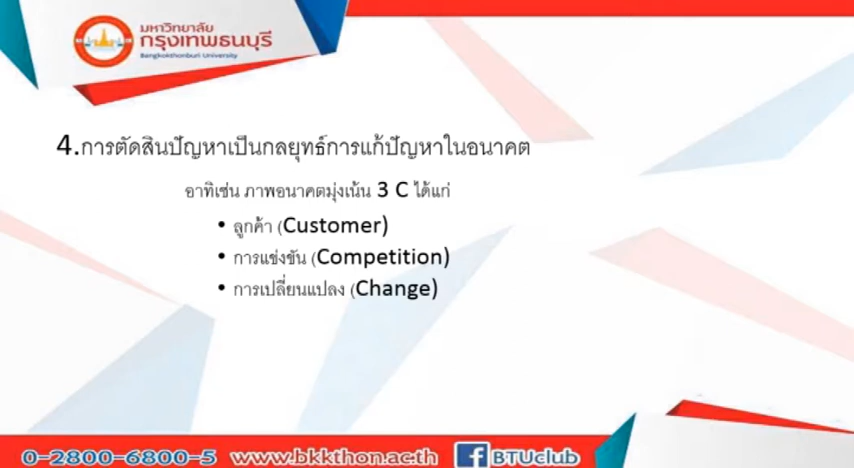 มหาวิทยาลัย
กรุงเทพธนบุรี
Bangkokthonburi University
4.การตัดสินปัญหาเป็นกลยุทธ์การแก้ปัญหาในอนาคต
อาทิเช่น ภาพอนาคตมุ่งเน้น 3 C ได้แก่
• ลูกค้า (Customer)
• การแข่งขัน (Competition)
• การเปลี่ยนแปลง (Change)
0-2800-6800-5 www.bkkthon.ac.th f BTUclub